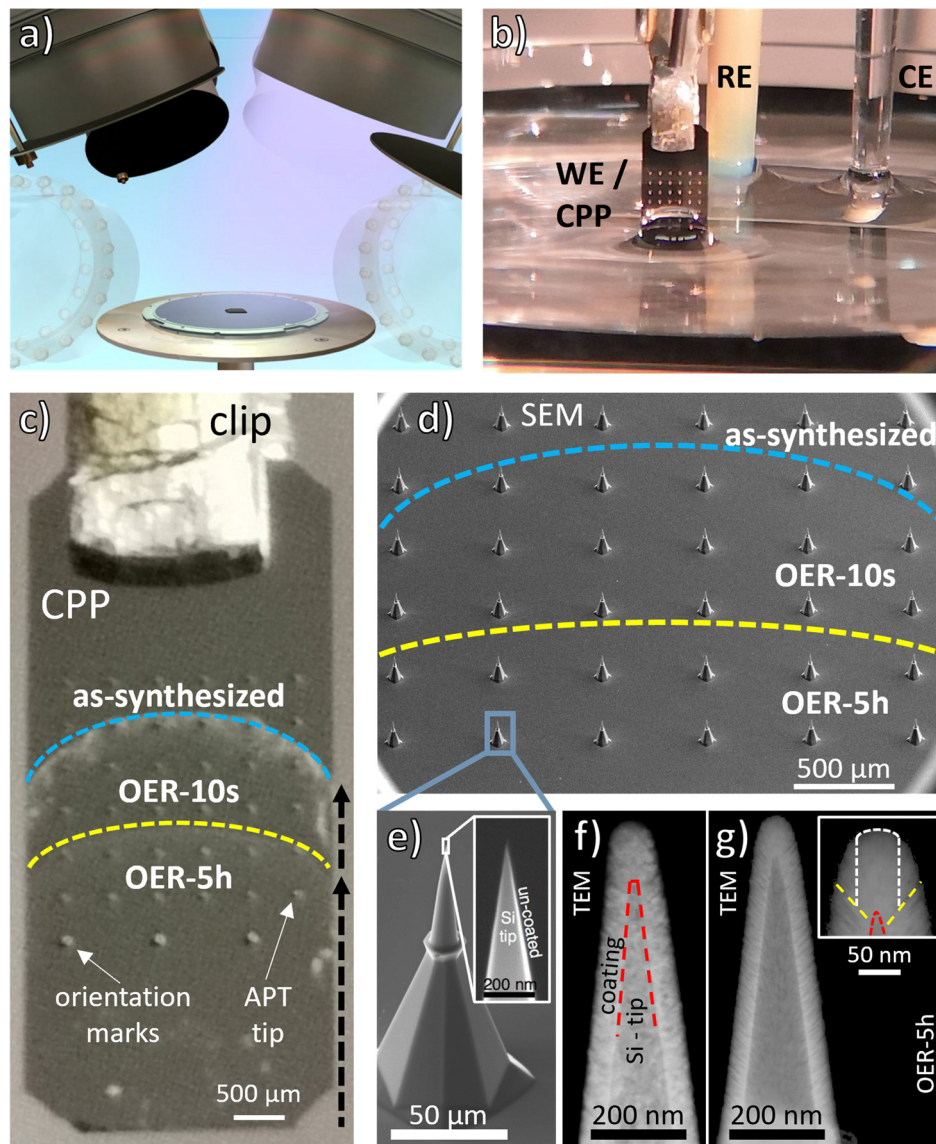 a)
b)
RE
CE
WE /
CPP
c)
clip
CPP
as-synthesized
OER-10s
OER-5h
orientation
marks
APT
tip
500 µm
d)
SEM
as-synthesized
OER-10s
OER-5h
500 µm
e)
Si
tip
un-coated
200 nm
50 µm
f)
TEM
coating
Si - tip
200 nm
g)
TEM
50 nm
OER-5h
200 nm